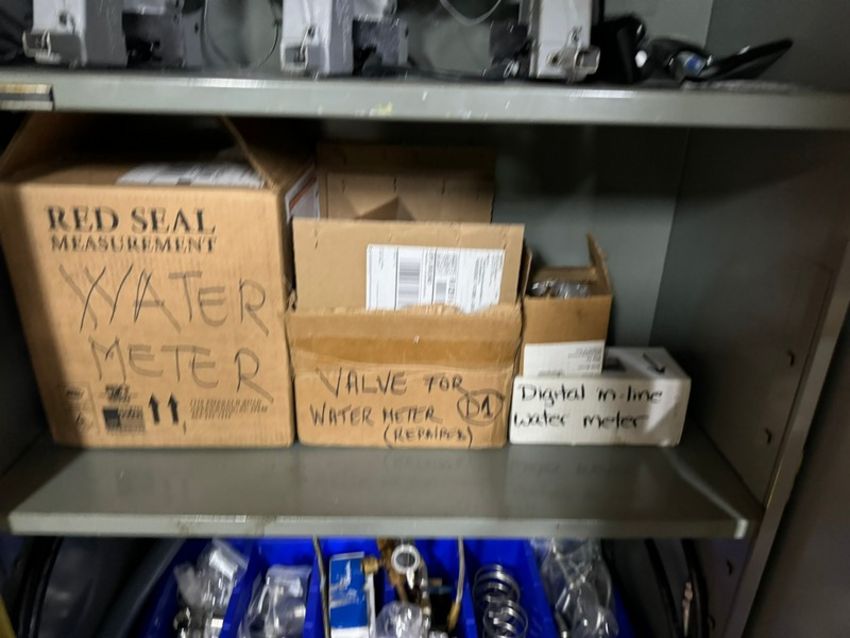 RED SEAL
MEASUREMENT
WATER
METER
VALVE FOR
WATER METER
(REPAIRED)
D1
Digital in-line
water meter